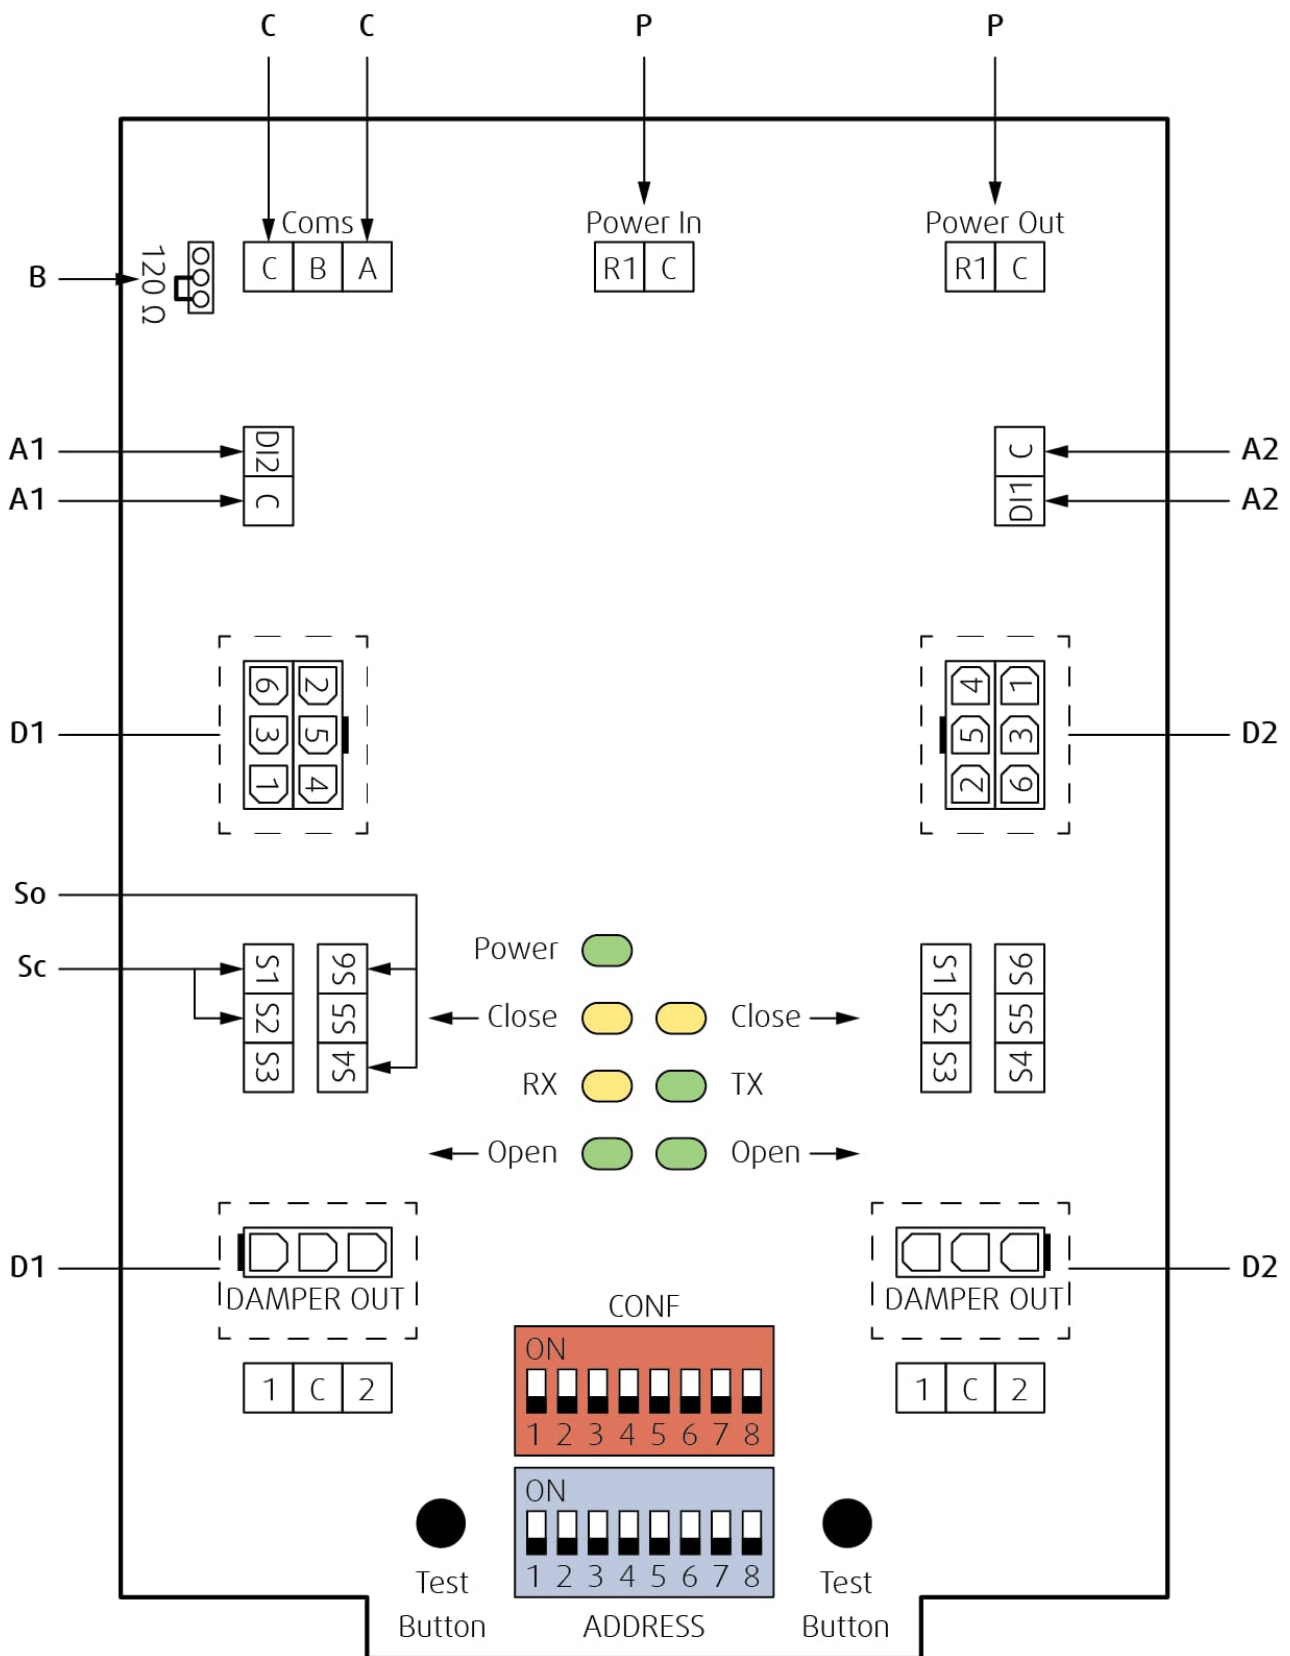 C C P P
Coms Power In Power Out
120 Ω C B A R1 C R1 C
B
A1 DI2 C A2
A1 C DI1 A2
6 2 4 1
D1 3 5 5 3 D2
1 4 2 6
So
Power
Sc S1 S6 S1 S6
S2 S5 Close Close S2 S5
S3 S4 RX TX S3 S4
Open Open
D1 D2
DAMPER OUT CONF DAMPER OUT
ON
1 C 2 1 C 2
1 2 3 4 5 6 7 8
ON
1 2 3 4 5 6 7 8
Test Test
Button ADDRESS Button